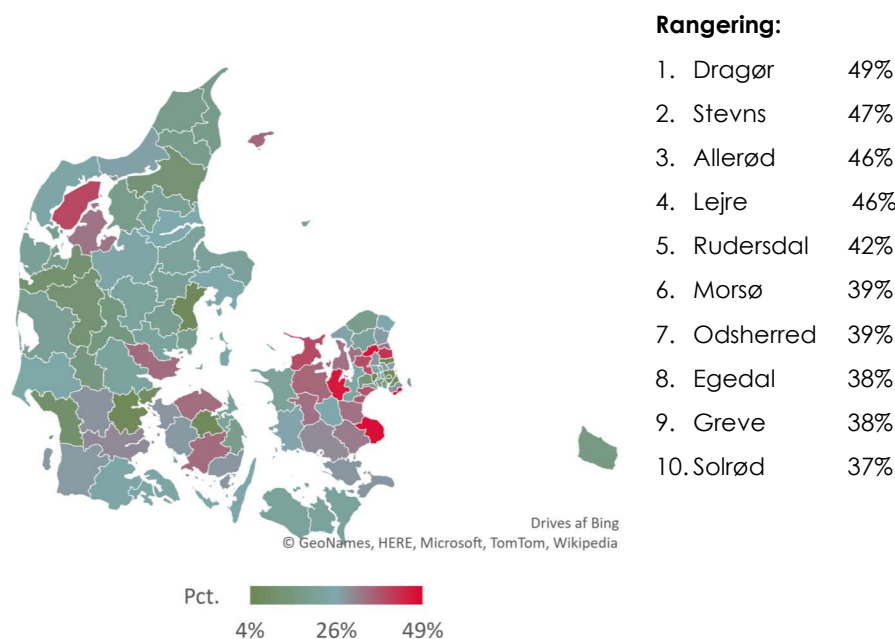 Rangering:
1. Dragør 49%
2. Stevns 47%
3. Allerød 46%
4. Lejre 46%
5. Rudersdal 42%
6. Morsø 39%
7. Odsherred 39%
8. Egedal 38%
9. Greve 38%
10. Solrød 37%
Drives af Bing
© GeoNames, HERE, Microsoft, TomTom, Wikipedia
Pct.
4% 26% 49%